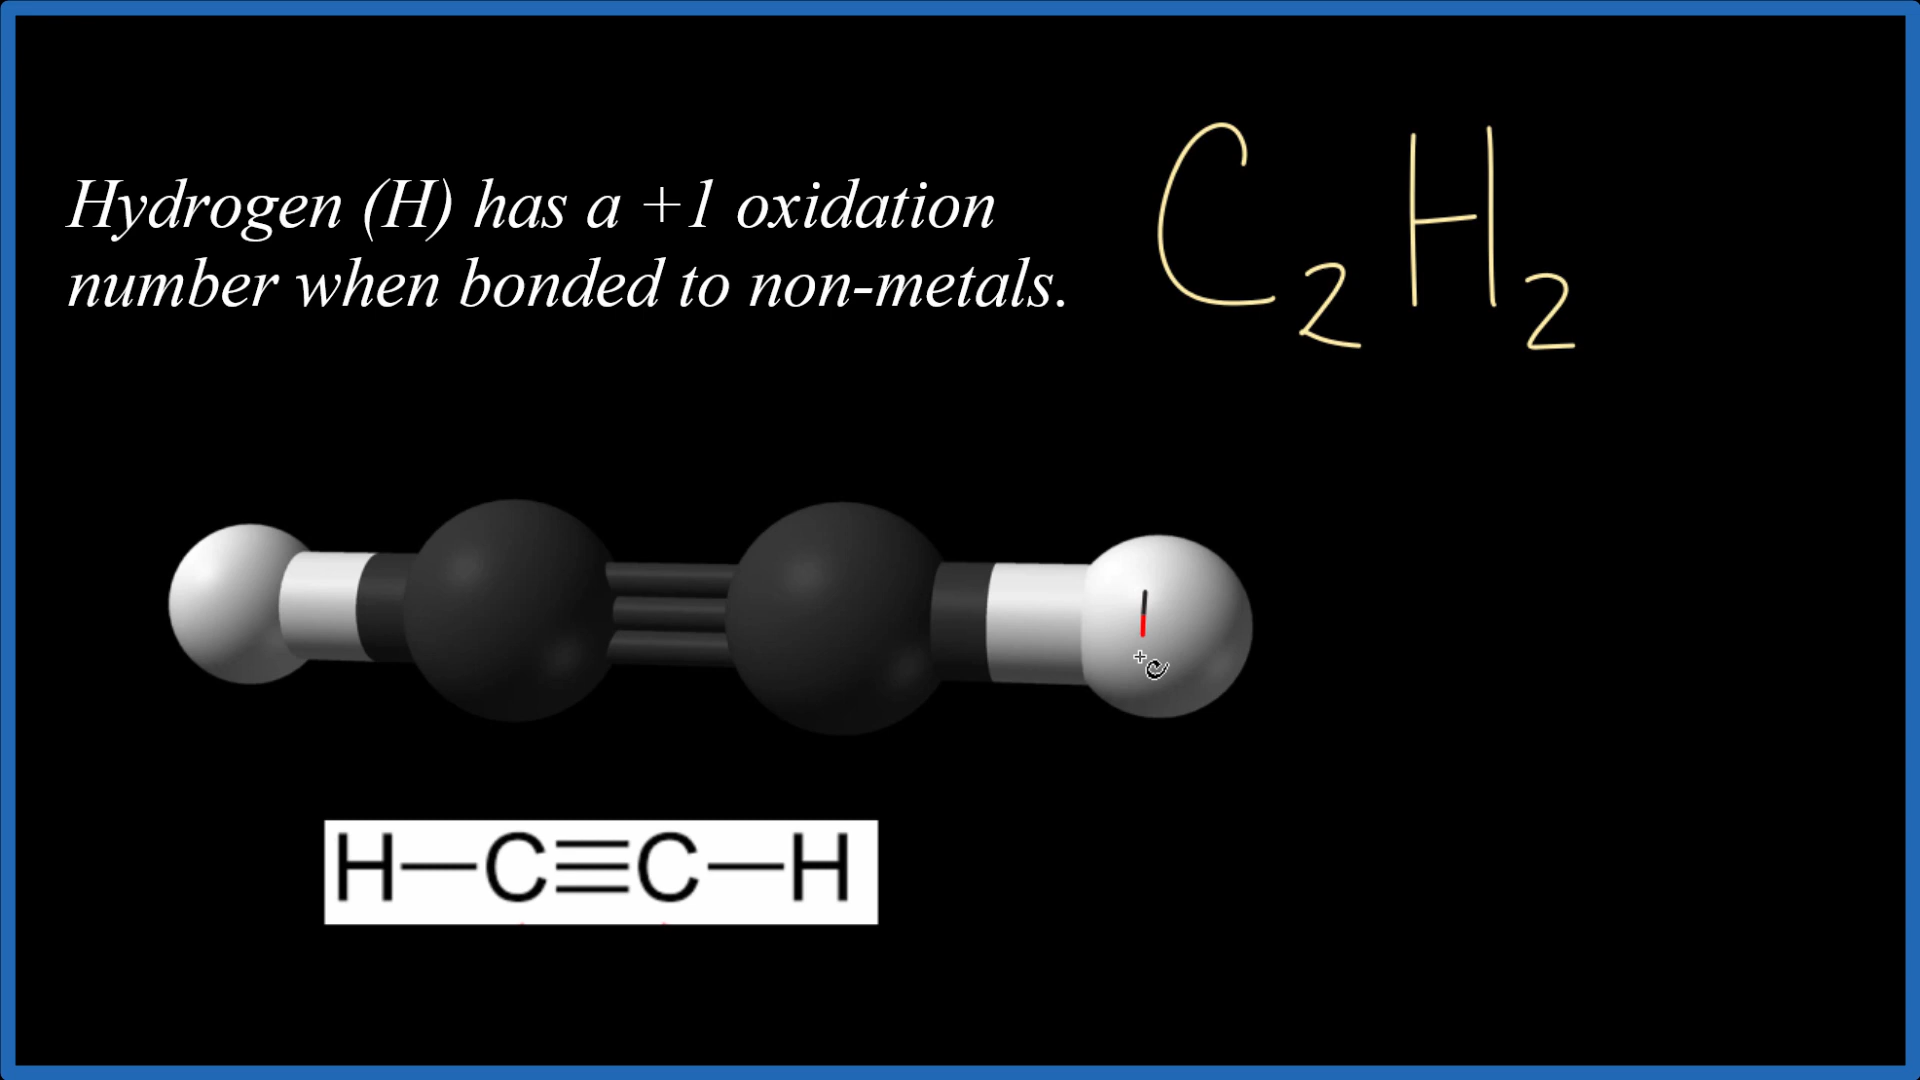 Hydrogen (H) has a +1 oxidation
number when bonded to non-metals.
C₂H₂
H—C≡C—H